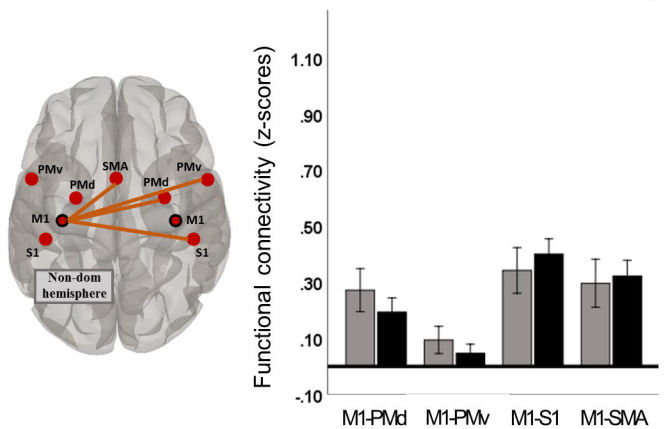 PMv
SMA
PMv
PMd
PMd
M1
M1
S1
S1
Non-dom
hemisphere
Functional connectivity (z-scores)
1.10
.90
.70
.50
.30
.10
-.10
M1-PMd
M1-PMv
M1-S1
M1-SMA